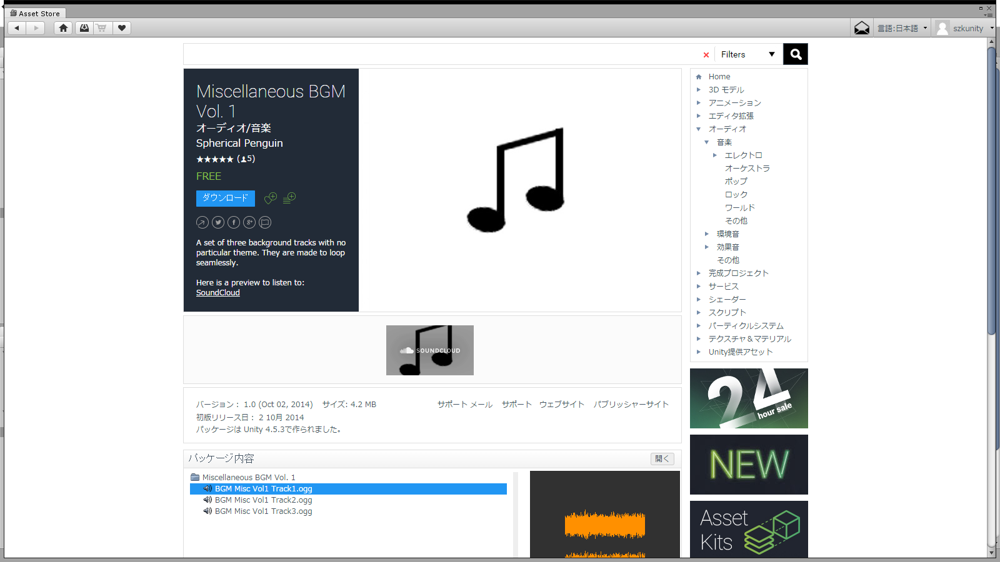 Asset Store
言語:日本語
szkunity
Filters
Miscellaneous BGM
Vol. 1
オーディオ/音楽
Spherical Penguin
★★★★★ (5)
FREE
ダウンロード
A set of three background tracks with no
particular theme. They are made to loop
seamlessly.
Here is a preview to listen to:
SoundCloud
SOUNDCLOUD
バージョン： 1.0 (Oct 02, 2014) サイズ: 4.2 MB
サポート メール サポート ウェブサイト パブリッシャーサイト
初版リリース日： 2 10月 2014
パッケージは Unity 4.5.3で作られました。
パッケージ内容
開く
Miscellaneous BGM Vol. 1
BGM Misc Vol1 Track1.ogg
BGM Misc Vol1 Track2.ogg
BGM Misc Vol1 Track3.ogg
Home
3D モデル
アニメーション
エディタ拡張
オーディオ
音楽
エレクトロ
オーケストラ
ポップ
ロック
ワールド
その他
環境音
効果音
その他
完成プロジェクト
サービス
シェーダー
スクリプト
パーティクルシステム
テクスチャ＆マテリアル
Unity提供アセット
24
hour sale
NEW
Asset
Kits